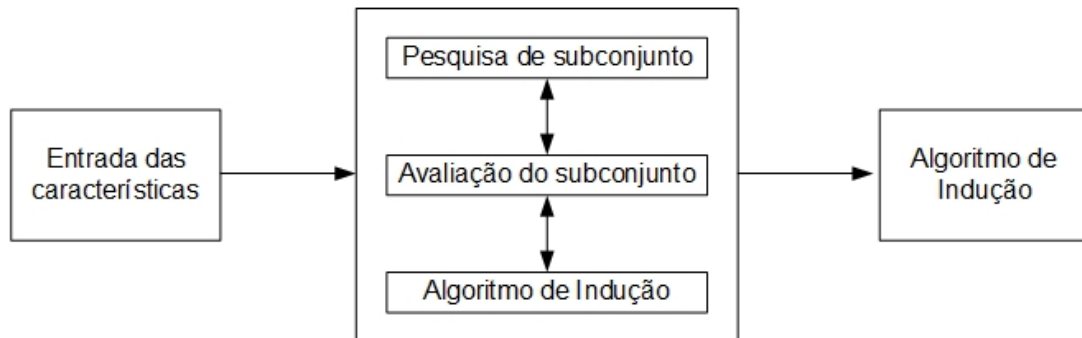 Entrada das
características
Pesquisa de subconjunto
Avaliação do subconjunto
Algoritmo de Indução
Algoritmo de
Indução